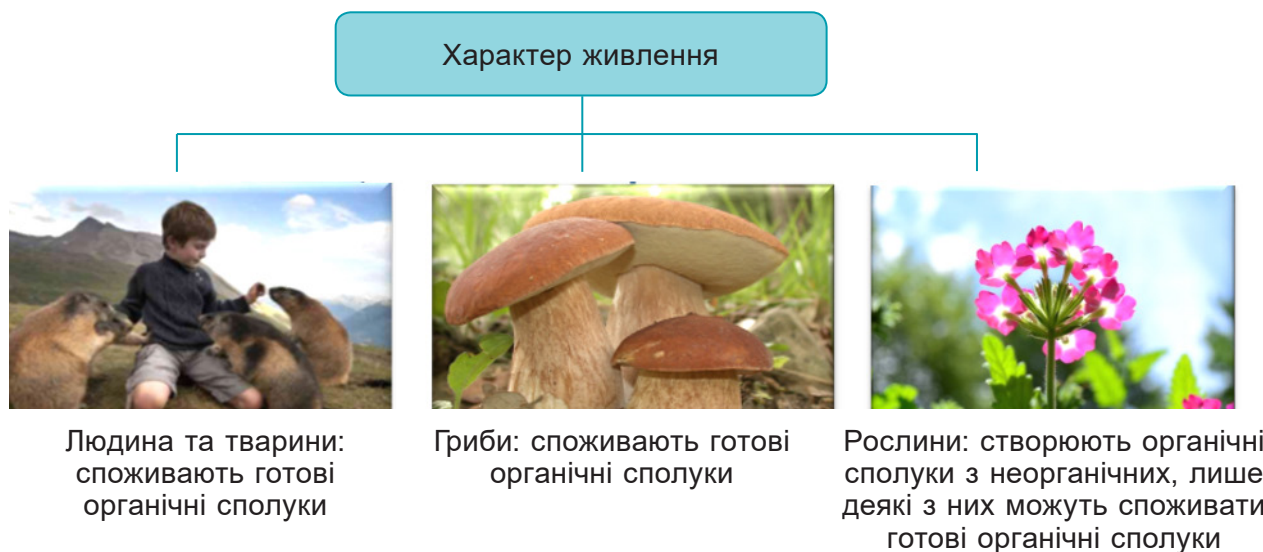 Характер живлення
Людина та тварини:
споживають готові
органічні сполуки
Гриби: споживають готові
органічні сполуки
Рослини: створюють органічні
сполуки з неорганічних, лише
деякі з них можуть споживати
готові органічні сполуки